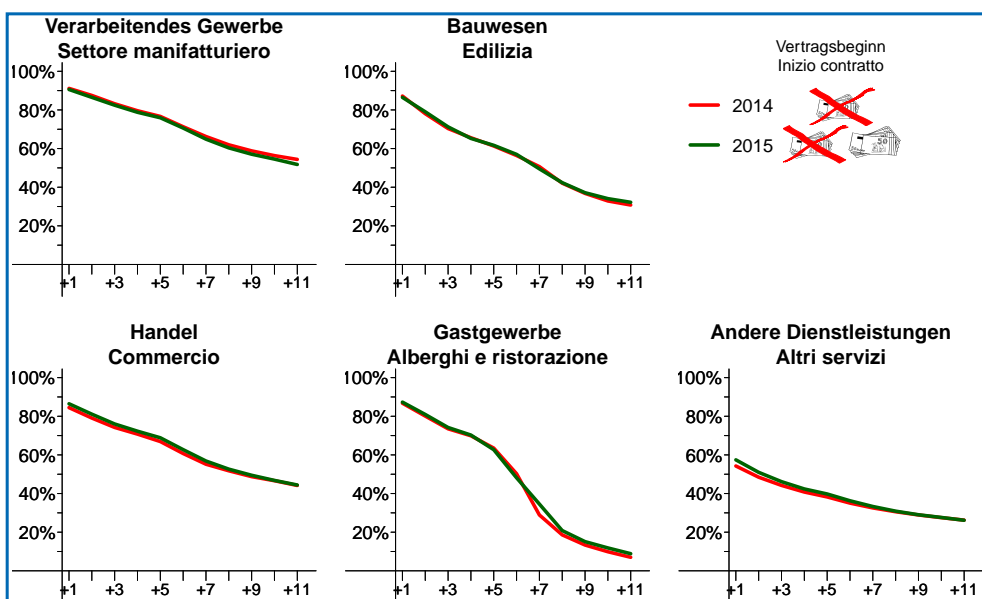 Verarbeitendes Gewerbe
Settore manifatturiero
100%
80%
60%
40%
20%
+1 +3 +5 +7 +9 +11
Bauwesen
Edilizia
100%
80%
60%
40%
20%
+1 +3 +5 +7 +9 +11
Vertragsbeginn
Inizio contratto
2014
2015
Handel
Commercio
100%
80%
60%
40%
20%
+1 +3 +5 +7 +9 +11
Gastgewerbe
Alberghi e ristorazione
100%
80%
60%
40%
20%
+1 +3 +5 +7 +9 +11
Andere Dienstleistungen
Altri servizi
100%
80%
60%
40%
20%
+1 +3 +5 +7 +9 +11